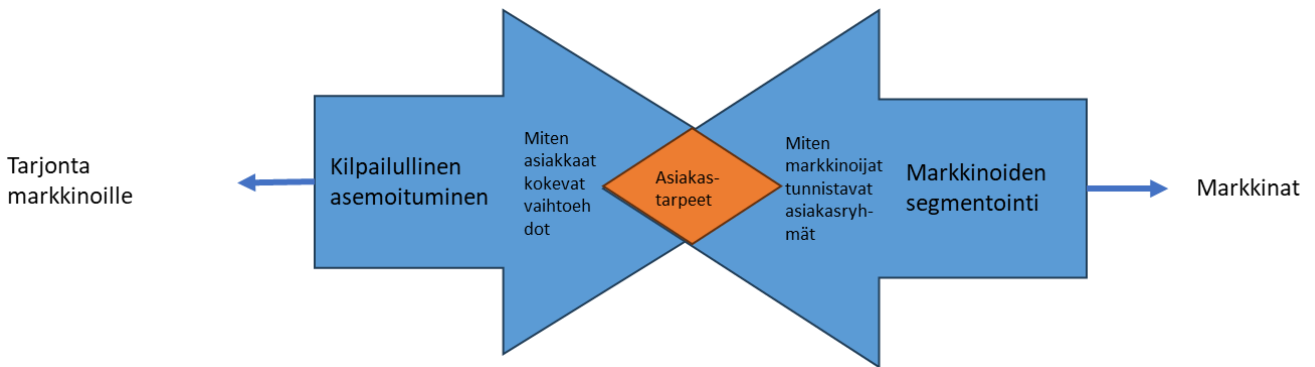 Tarjonta
markkinoille
Kilpailullinen
asemoituminen
Miten
asiakkaat
kokevat
vaihtoeh
dot
Asiakas-
tarpeet
Miten
markkinoijat
tunnistavat
asiakasryh-
mät
Markkinoiden
segmentointi
Markkinat